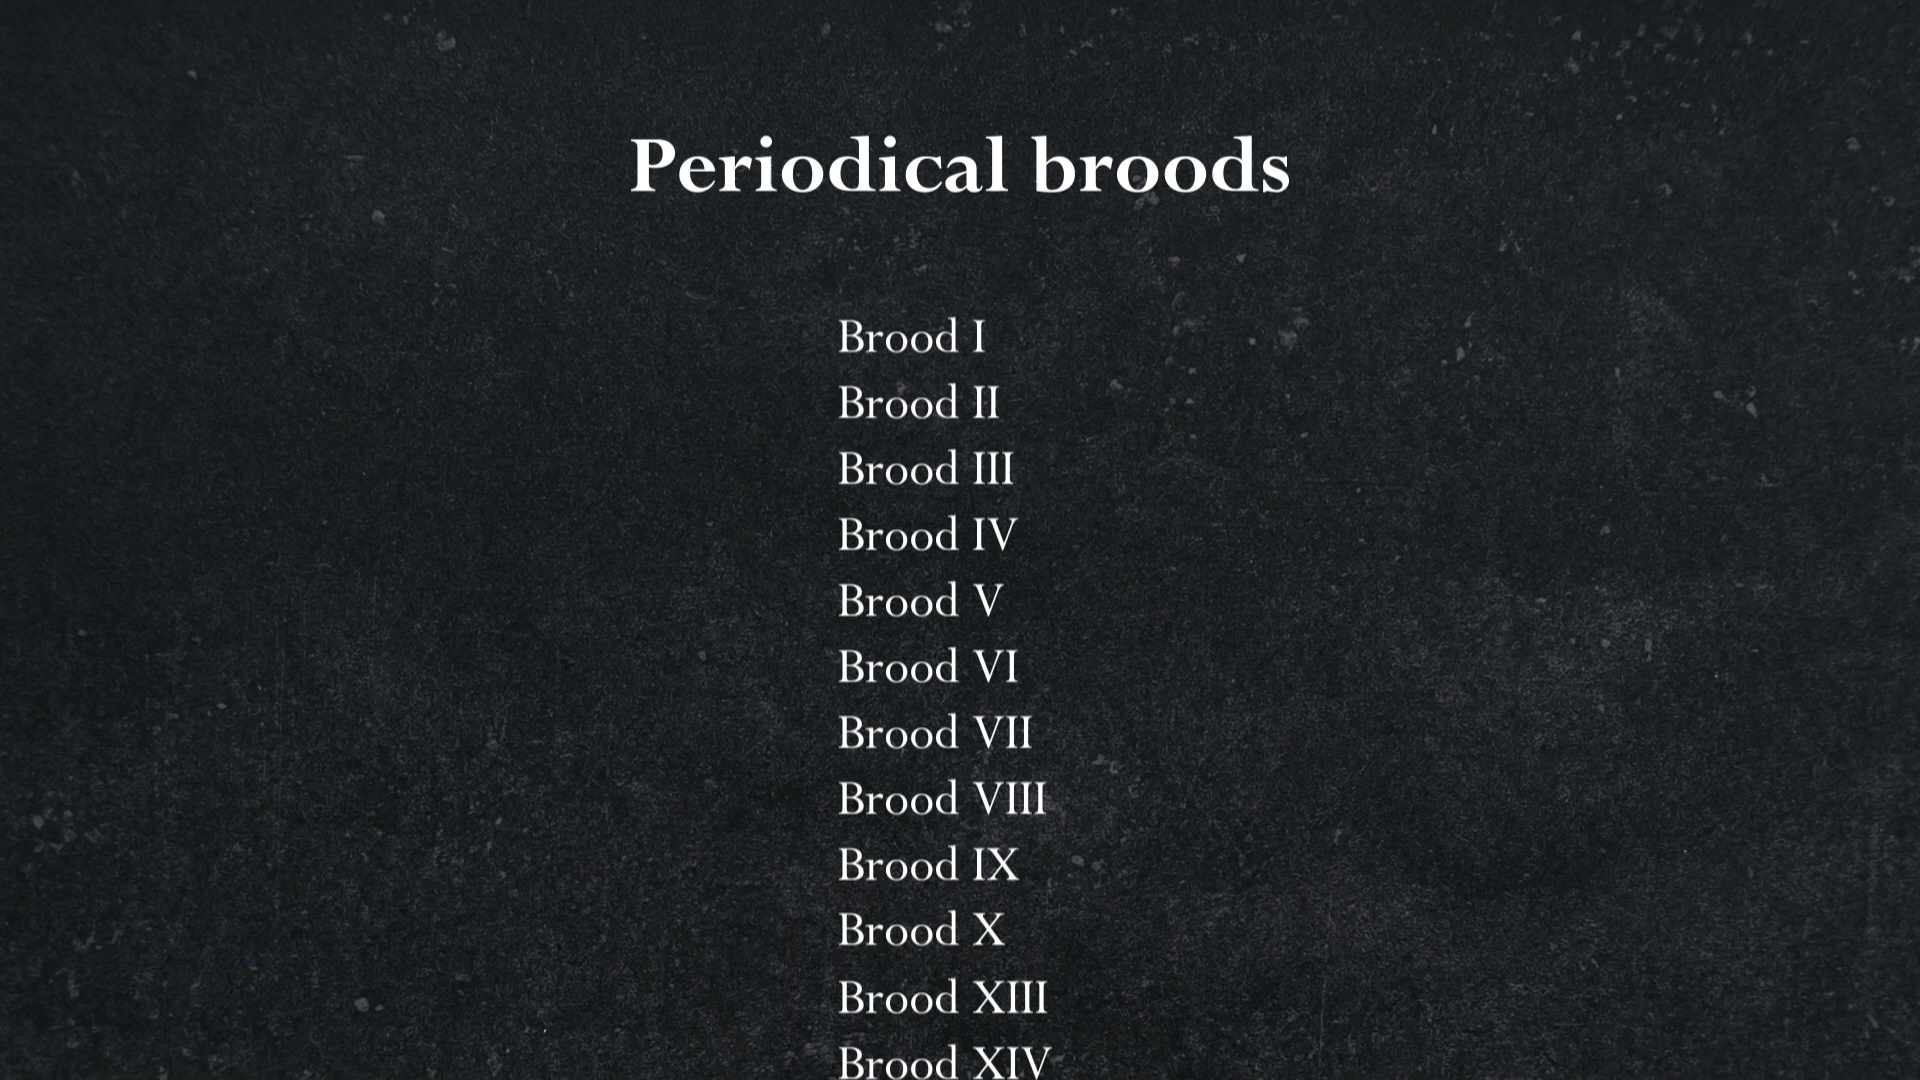 Periodical broods
Brood I
Brood II
Brood III
Brood IV
Brood V
Brood VI
Brood VII
Brood VIII
Brood IX
Brood X
Brood XIII
Brood XIV